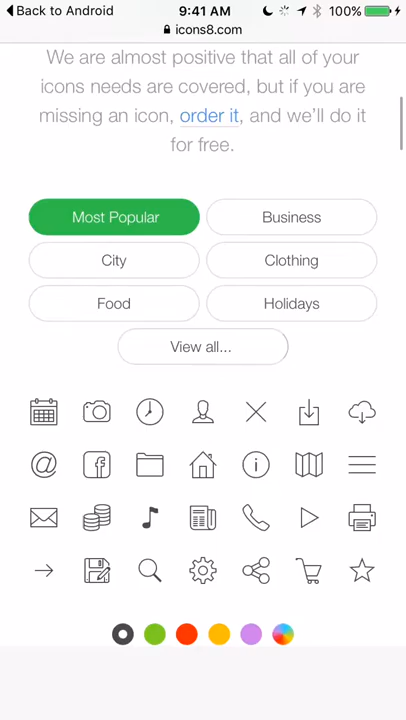 Back to Android 9:41 AM 100%
icons8.com
We are almost positive that all of your
icons needs are covered, but if you are
missing an icon, order it, and we'll do it
for free.
Most Popular Business
City Clothing
Food Holidays
View all...